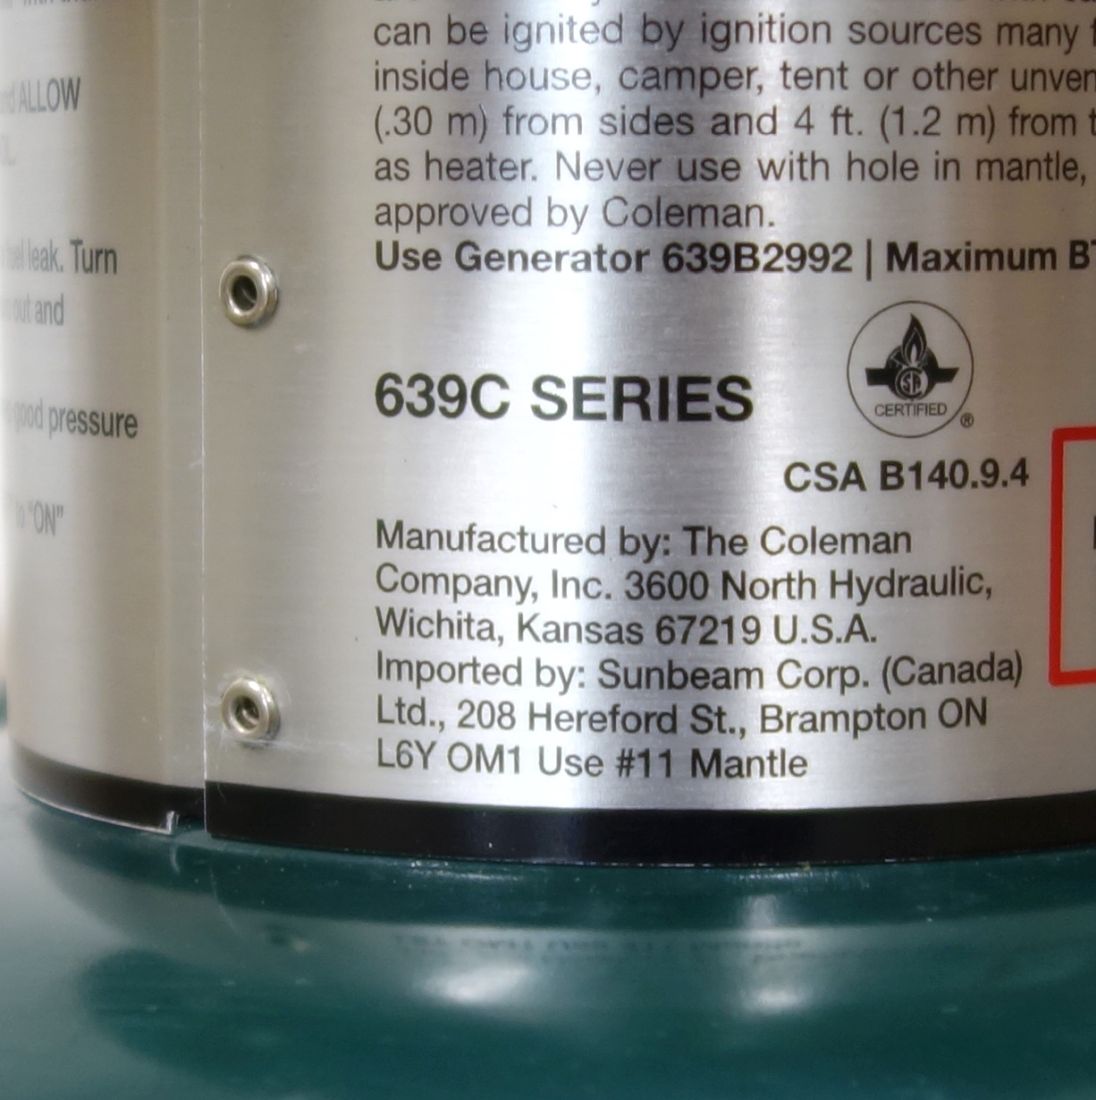 ALLOW
leak. Turn
out and
good pressure
to "ON"
can be ignited by ignition sources many
inside house, camper, tent or other
(.30 m) from sides and 4 ft. (1.2 m) from
as heater. Never use with hole in mantle,
approved by Coleman.
Use Generator 639B2992 | Maximum
CERTIFIED
®
639C SERIES
CSA B140.9.4
Manufactured by: The Coleman
Company, Inc. 3600 North Hydraulic,
Wichita, Kansas 67219 U.S.A.
Imported by: Sunbeam Corp. (Canada)
Ltd., 208 Hereford St., Brampton ON
L6Y OM1 Use #11 Mantle